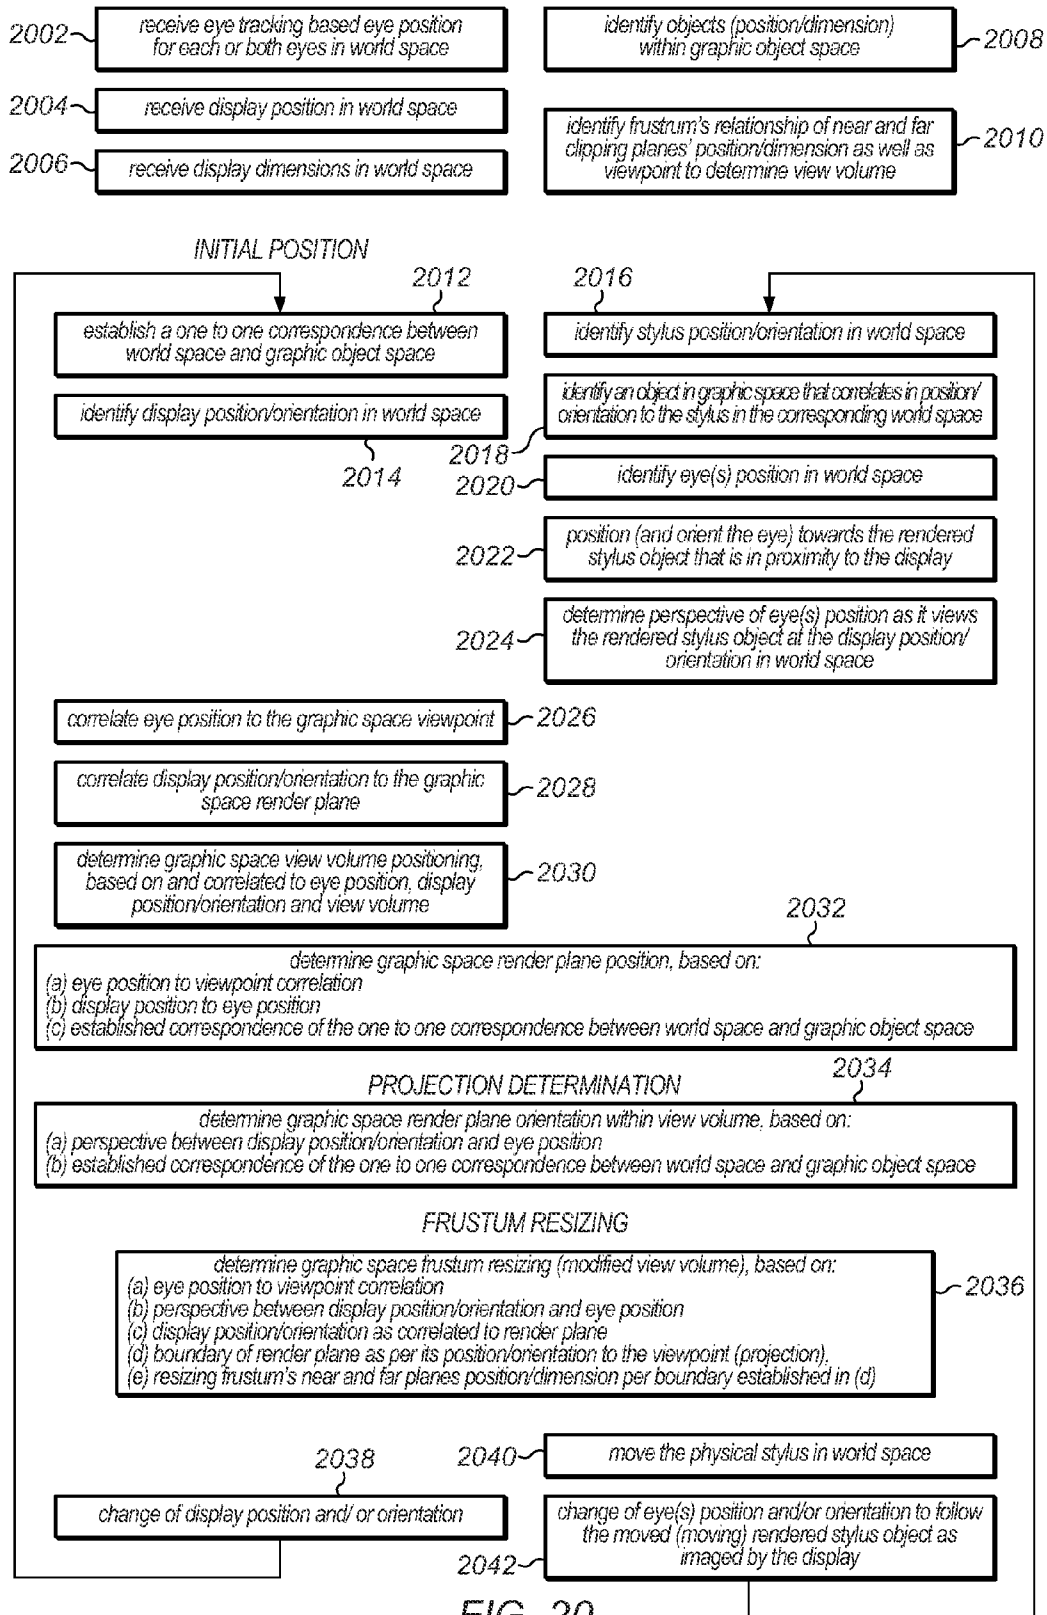 2002
receive eye tracking based eye position
for each or both eyes in world space
identify objects (position/dimension)
within graphic object space
2008
2004
receive display position in world space
2006
receive display dimensions in world space
identify frustrum's relationship of near and far
clipping planes' position/dimension as well as
viewpoint to determine view volume
2010
INITIAL POSITION
2012
establish a one to one correspondence between
world space and graphic object space
identify display position/orientation in world space
2014
2016
identify stylus position/orientation in world space
identify an object in graphic space that correlates in position/
orientation to the stylus in the corresponding world space
2018
2020
identify eye(s) position in world space
2022
position (and orient the eye) towards the rendered
stylus object that is in proximity to the display
2024
determine perspective of eye(s) position as it views
the rendered stylus object at the display position/
orientation in world space
correlate eye position to the graphic space viewpoint
2026
correlate display position/orientation to the graphic
space render plane
2028
determine graphic space view volume positioning,
based on and correlated to eye position, display
position/orientation and view volume
2030
2032
determine graphic space render plane position, based on:
(a) eye position to viewpoint correlation
(b) display position to eye position
(c) established correspondence of the one to one correspondence between world space and graphic object space
PROJECTION DETERMINATION
2034
determine graphic space render plane orientation within view volume, based on:
(a) perspective between display position/orientation and eye position
(b) established correspondence of the one to one correspondence between world space and graphic object space
FRUSTUM RESIZING
determine graphic space frustum resizing (modified view volume), based on:
(a) eye position to viewpoint correlation
(b) perspective between display position/orientation and eye position
(c) display position/orientation as correlated to render plane
(d) boundary of render plane as per its position/orientation to the viewpoint (projection),
(e) resizing frustum's near and far planes position/dimension per boundary established in (d)
2036
2038
change of display position and/ or orientation
2040
move the physical stylus in world space
change of eye(s) position and/or orientation to follow
the moved (moving) rendered stylus object as
imaged by the display
2042
FIG. 20